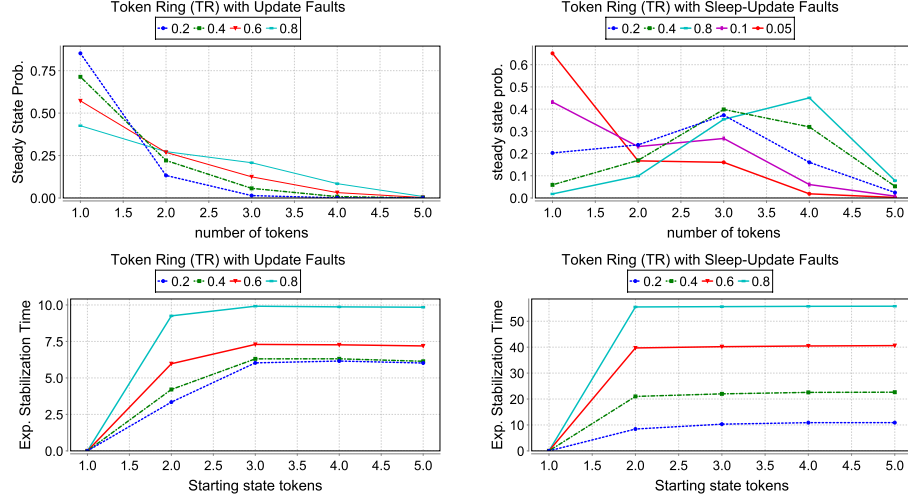 Token Ring (TR) with Update Faults
0.2 0.4 0.6 0.8
Steady State Prob.
0.75
0.50
0.25
0.00
1.0 1.5 2.0 2.5 3.0 3.5 4.0 4.5 5.0
number of tokens
Token Ring (TR) with Sleep-Update Faults
0.2 0.4 0.8 0.1 0.05
steady state prob.
0.6
0.5
0.4
0.3
0.2
0.1
0.0
1.0 1.5 2.0 2.5 3.0 3.5 4.0 4.5 5.0
number of tokens
Token Ring (TR) with Update Faults
0.2 0.4 0.6 0.8
Exp. Stabilization Time
10.0
7.5
5.0
2.5
0.0
1.0 1.5 2.0 2.5 3.0 3.5 4.0 4.5 5.0
Starting state tokens
Token Ring (TR) with Sleep-Update Faults
0.2 0.4 0.6 0.8
Exp. Stabilization Time
50
40
30
20
10
0
1.0 1.5 2.0 2.5 3.0 3.5 4.0 4.5 5.0
Starting state tokens